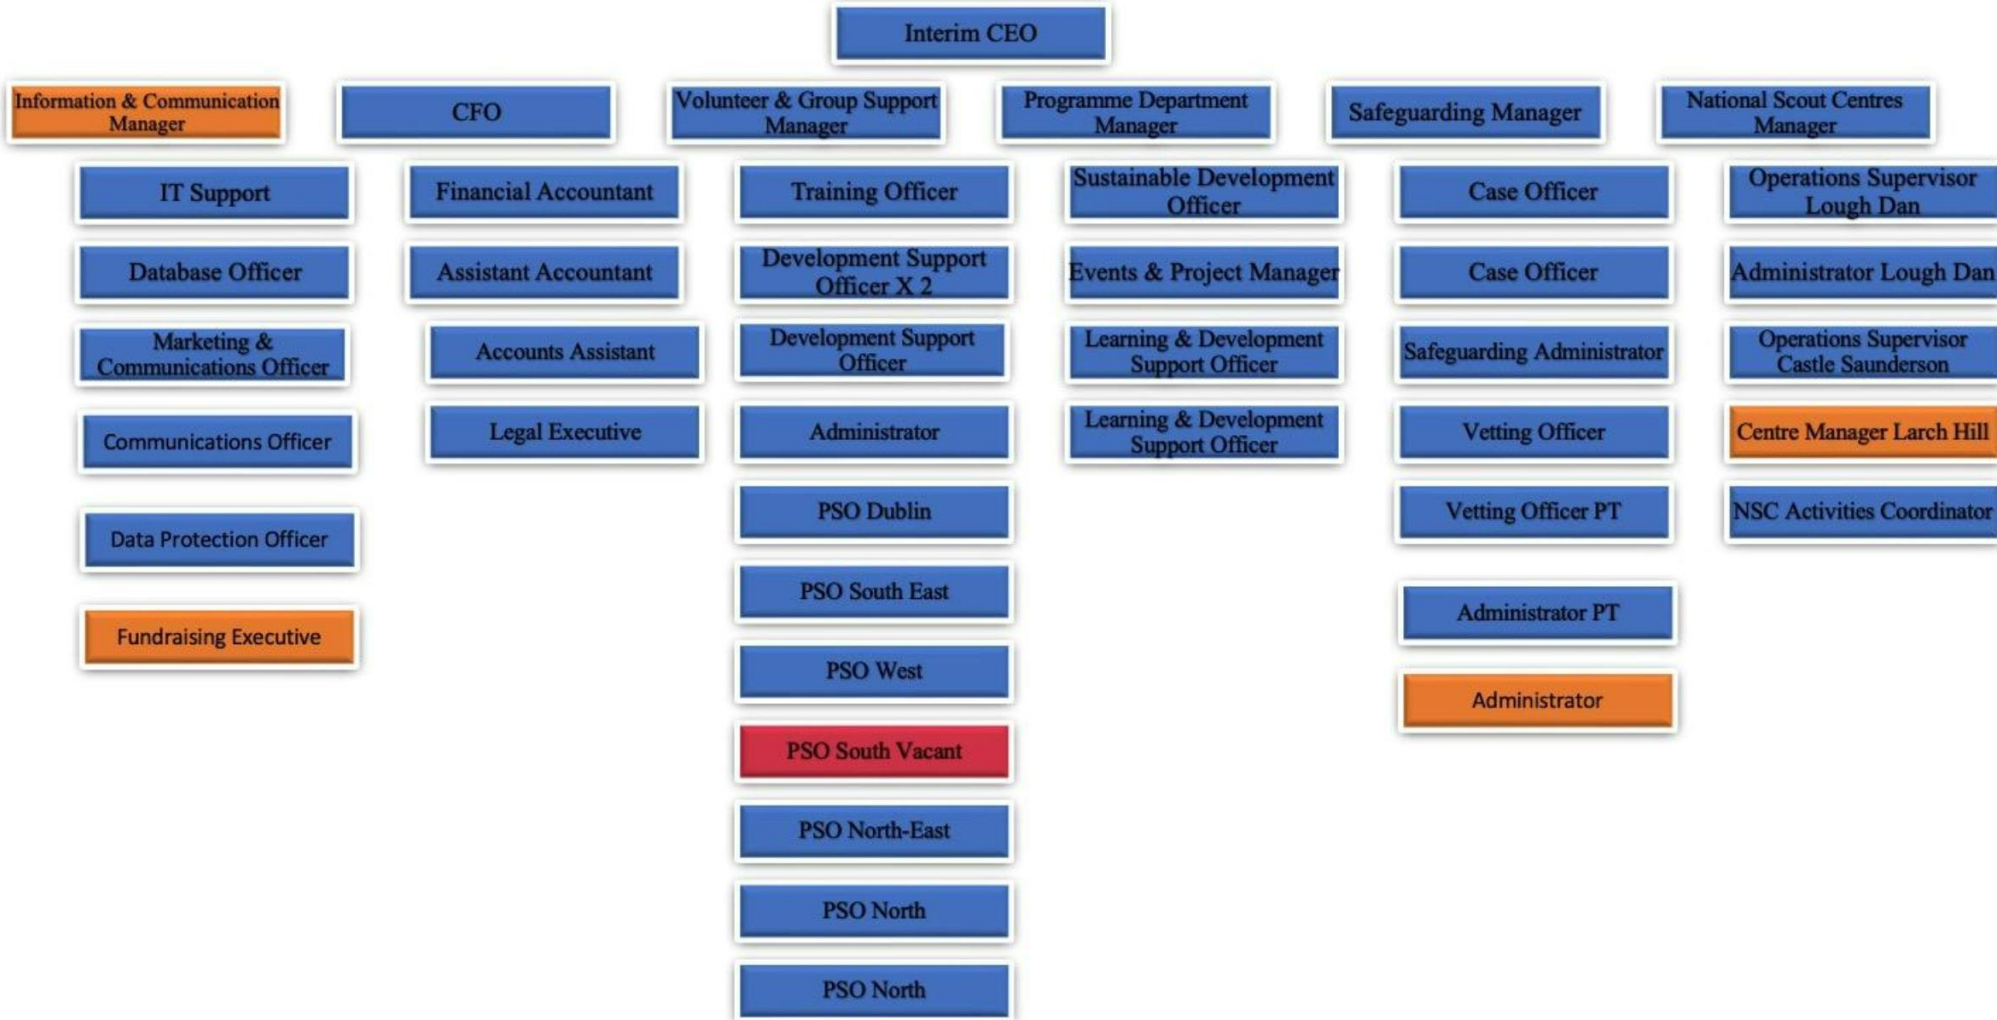 Interim CEO
Information & Communication
Manager
CFO
Volunteer & Group Support
Manager
Programme Department
Manager
Safeguarding Manager
National Scout Centres
Manager
IT Support
Financial Accountant
Training Officer
Sustainable Development
Officer
Case Officer
Operations Supervisor
Lough Dan
Database Officer
Assistant Accountant
Development Support
Officer X 2
Events & Project Manager
Case Officer
Administrator Lough Dan
Marketing &
Communications Officer
Accounts Assistant
Development Support
Officer
Learning & Development
Support Officer
Safeguarding Administrator
Operations Supervisor
Castle Saunderson
Communications Officer
Legal Executive
Administrator
Learning & Development
Support Officer
Vetting Officer
Centre Manager Larch Hill
Data Protection Officer
PSO Dublin
Vetting Officer PT
NSC Activities Coordinator
PSO South East
Administrator PT
Fundraising Executive
PSO West
Administrator
PSO South Vacant
PSO North-East
PSO North
PSO North